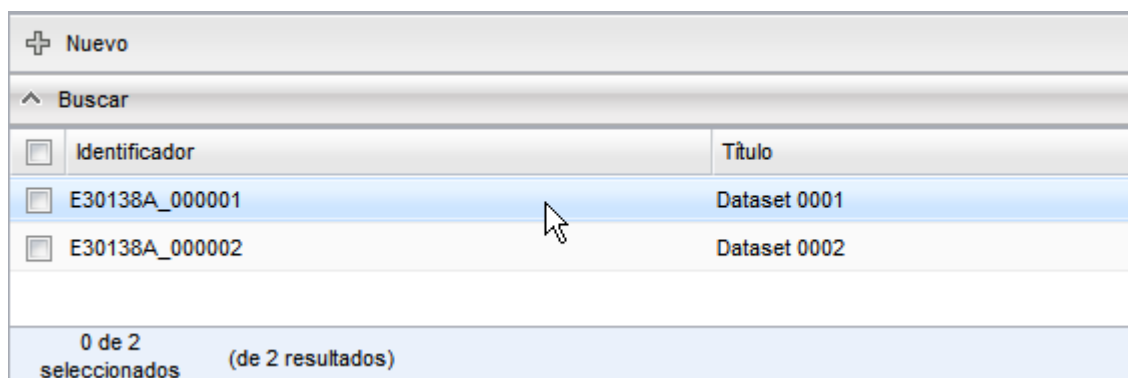 Nuevo
Buscar
Identificador Título
E30138A_000001 Dataset 0001
E30138A_000002 Dataset 0002
0 de 2
seleccionados (de 2 resultados)